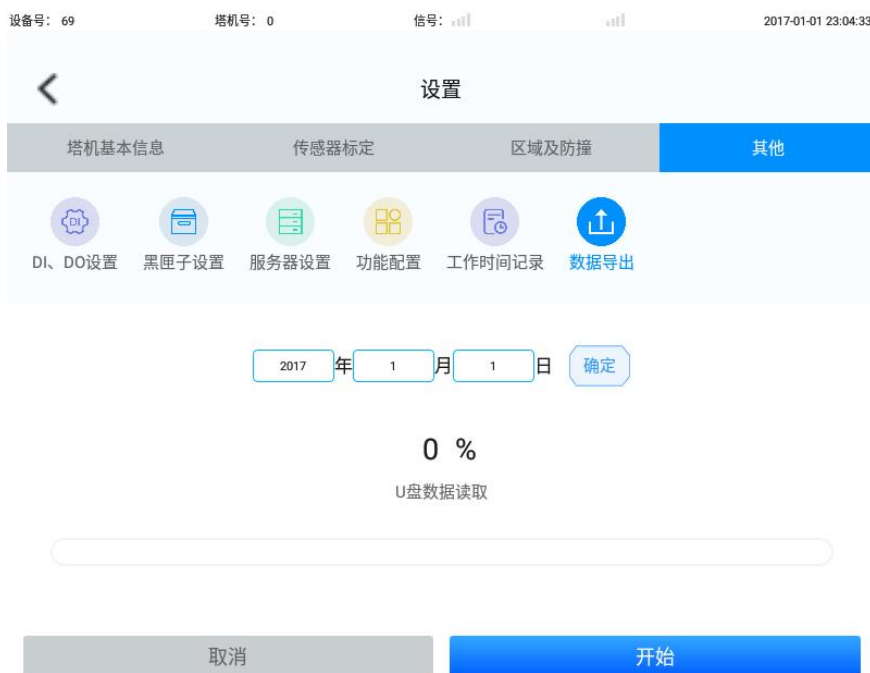 设备号： 69 塔机号： 0 信号： 2017-01-01 23:04:33
设置
塔机基本信息 传感器标定 区域及防撞 其他
DI
DI、DO设置 黑匣子设置 服务器设置 功能配置 工作时间记录 数据导出
2017 年 1 月 1 日 确定
0 %
U盘数据读取
取消 开始